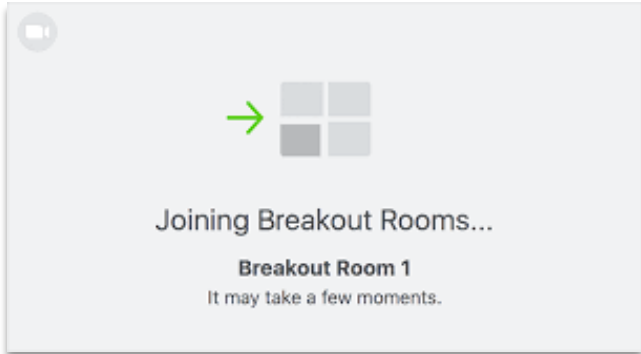 Joining Breakout Rooms...
Breakout Room 1
It may take a few moments.